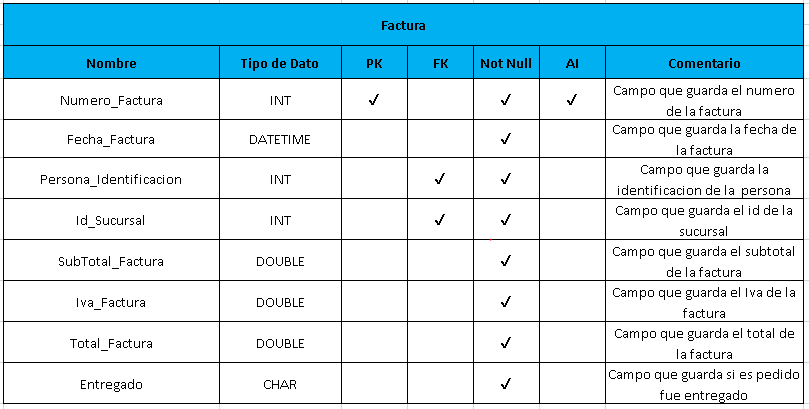 Factura
Nombre Tipo de Dato PK FK Not Null AI Comentario
Numero_Factura INT ✓ ✓ ✓ Campo que guarda el numero
de la factura
Fecha_Factura DATETIME ✓ Campo que guarda la fecha de
la factura
Persona_Identificacion INT ✓ ✓ Campo que guarda la
identificacion de la persona
Id_Sucursal INT ✓ ✓ Campo que guarda el id de la
sucursal
SubTotal_Factura DOUBLE ✓ Campo que guarda el subtotal
de la factura
Iva_Factura DOUBLE ✓ Campo que guarda el Iva de la
factura
Total_Factura DOUBLE ✓ Campo que guarda el total de
la factura
Entregado CHAR ✓ Campo que guarda si es pedido
fue entregado